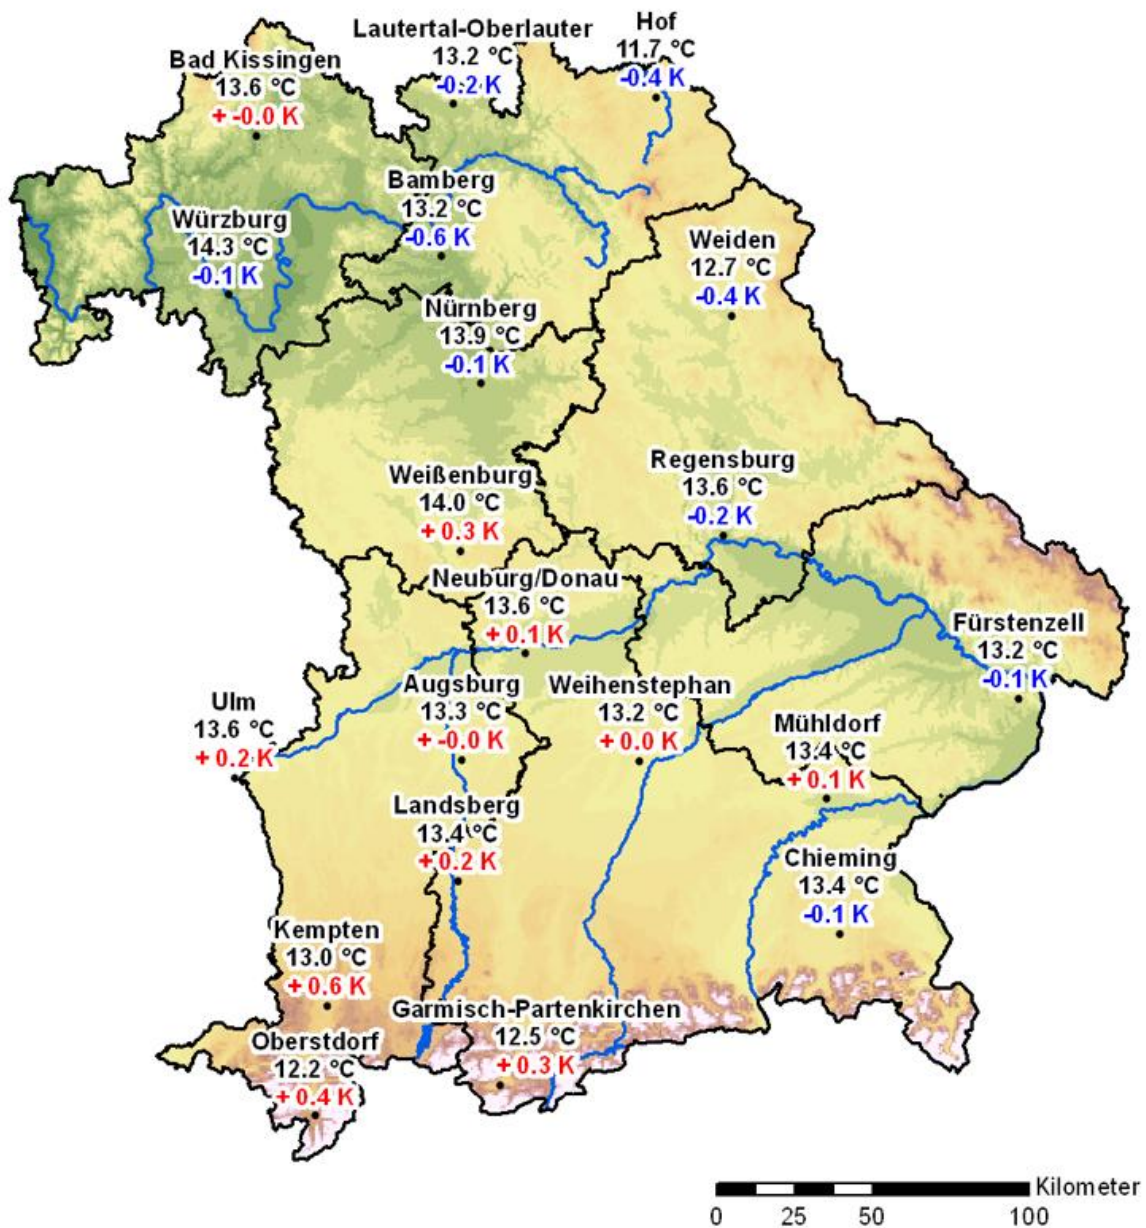 Lautertal-Oberlauter
13.2 °C
-0.2 K
Hof
11.7 °C
-0.4 K
Bad Kissingen
13.6 °C
+ -0.0 K
Bamberg
13.2 °C
-0.6 K
Würzburg
14.3 °C
-0.1 K
Weiden
12.7 °C
-0.4 K
Nürnberg
13.9 °C
-0.1 K
Weißenburg
14.0 °C
+ 0.3 K
Regensburg
13.6 °C
-0.2 K
Neuburg/Donau
13.6 °C
+ 0.1 K
Fürstenzell
13.2 °C
-0.1 K
Ulm
13.6 °C
+ 0.2 K
Augsburg
13.3 °C
+ -0.0 K
Weihenstephan
13.2 °C
+ 0.0 K
Mühldorf
13.4 °C
+ 0.1 K
Landsberg
13.4 °C
+ 0.2 K
Chieming
13.4 °C
-0.1 K
Kempten
13.0 °C
+ 0.6 K
Garmisch-Partenkirchen
12.5 °C
+ 0.3 K
Oberstdorf
12.2 °C
+ 0.4 K
Kilometer
0 25 50 100